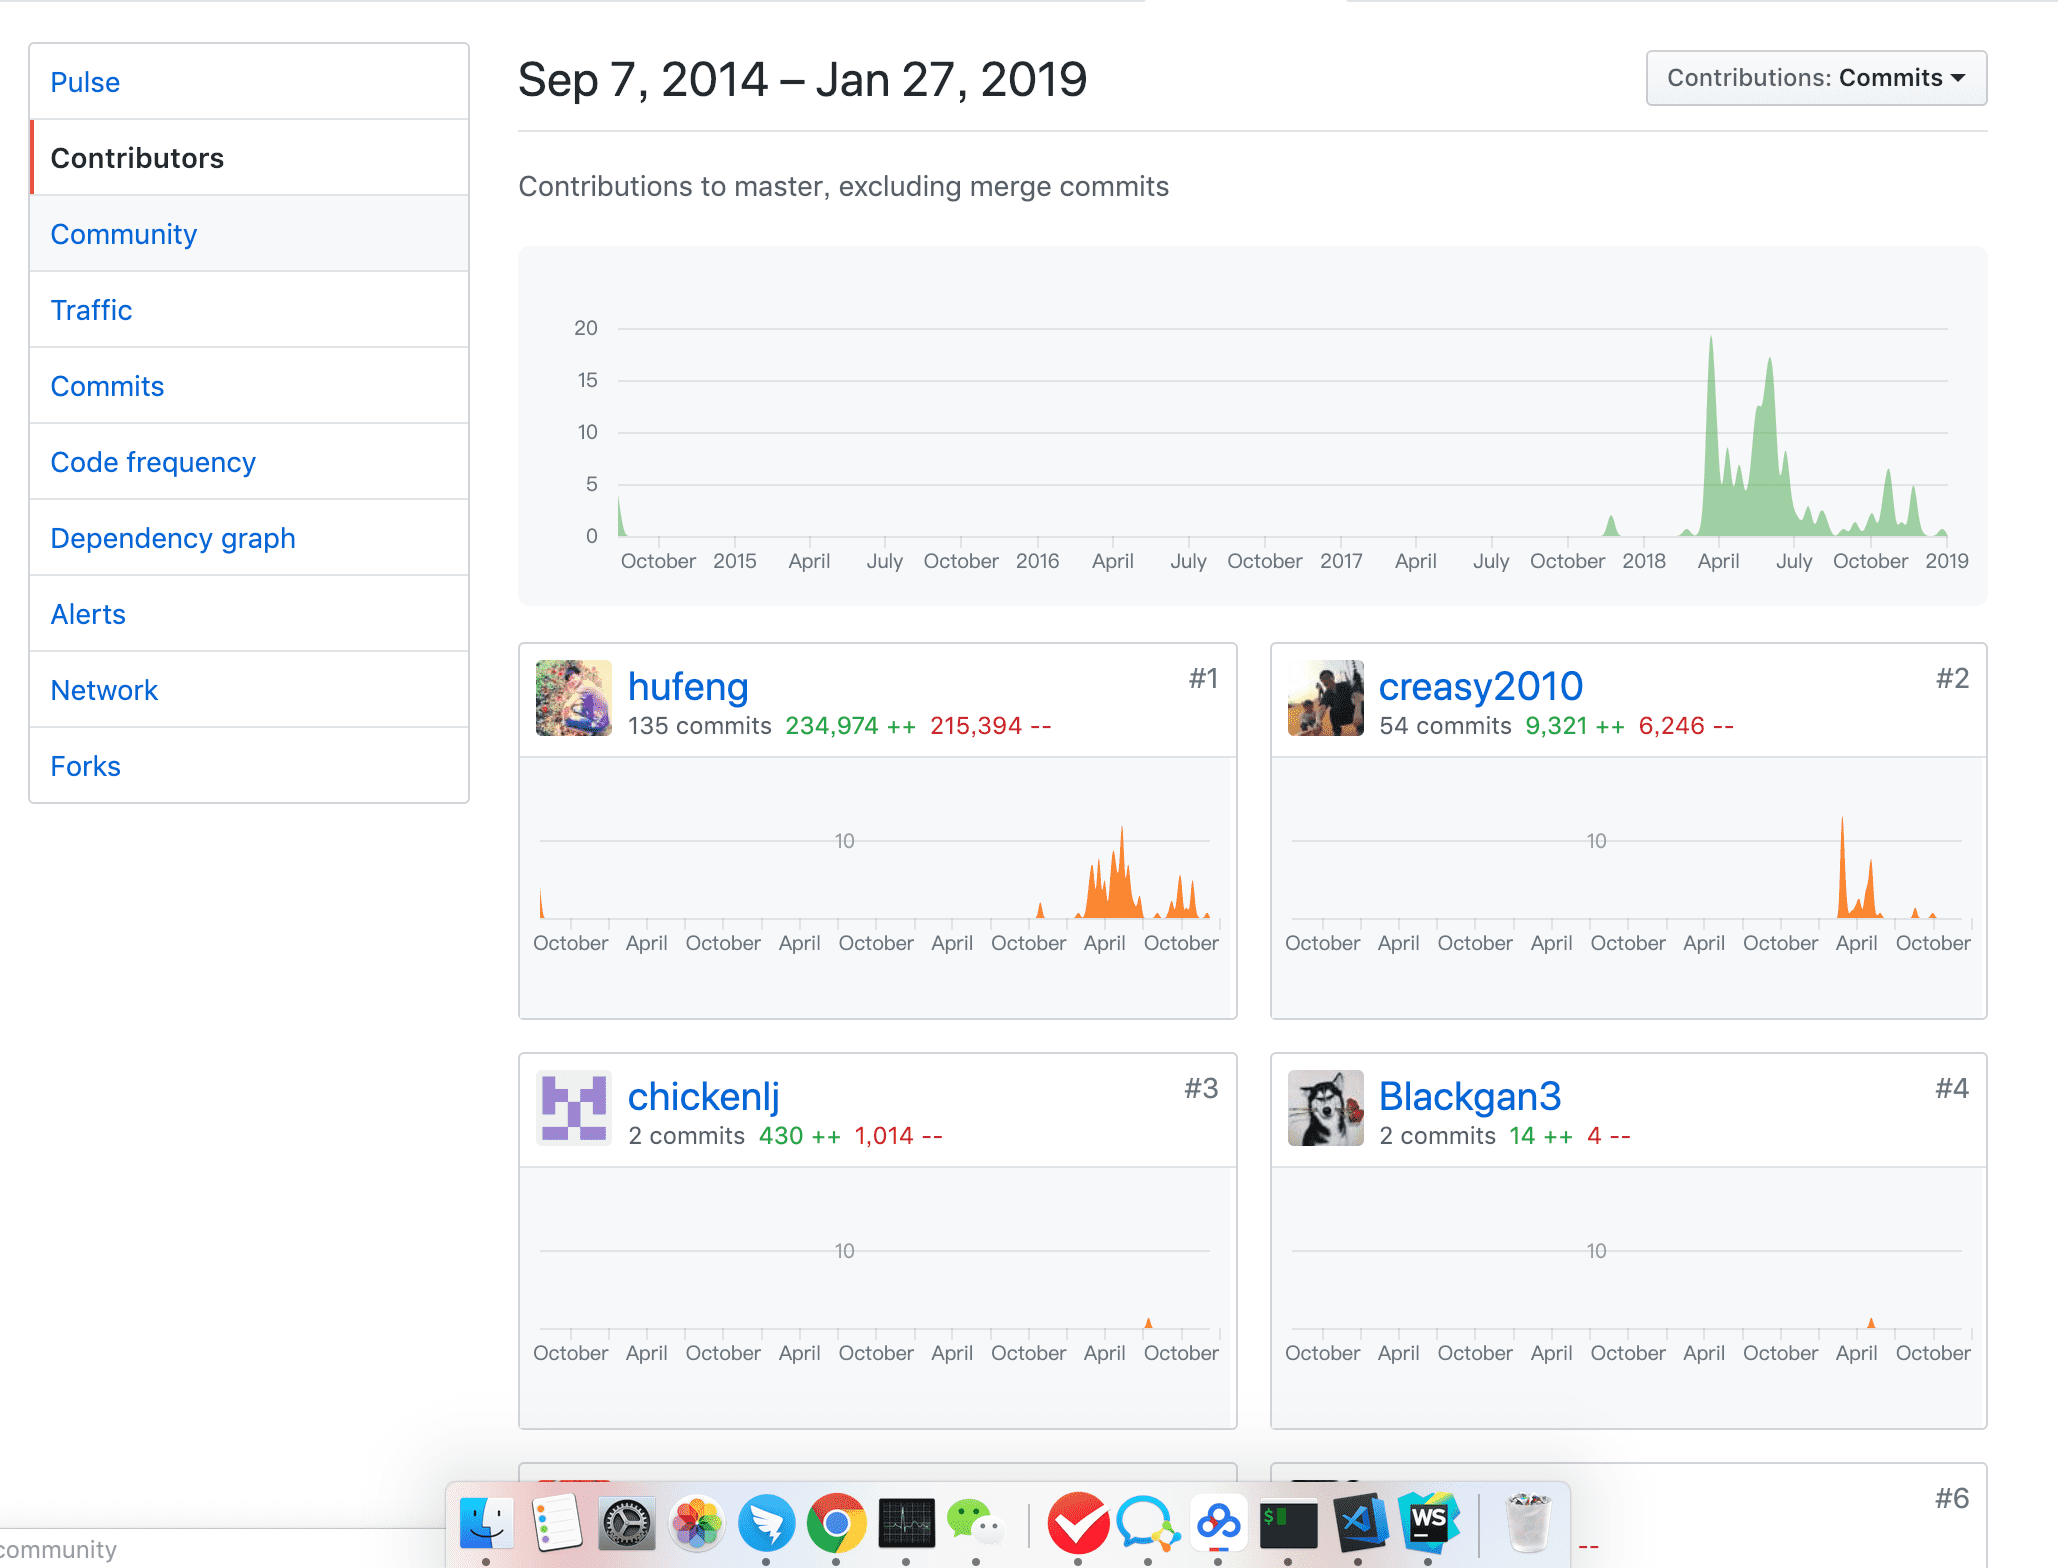 Pulse
Contributors
Community
Traffic
Commits
Code frequency
Dependency graph
Alerts
Network
Forks
Sep 7, 2014 – Jan 27, 2019
Contributions: Commits
Contributions to master, excluding merge commits
20
15
10
5
0
October 2015 April July October 2016 April July October 2017 April July October 2018 April July October 2019
hufeng #1
135 commits 234,974 ++ 215,394 --
10
October April October April October April October April October
creasy2010 #2
54 commits 9,321 ++ 6,246 --
10
October April October April October April October April October
chickenlj #3
2 commits 430 ++ 1,014 --
10
October April October April October April October April October
Blackgan3 #4
2 commits 14 ++ 4 --
10
October April October April October April October April October
#6
--
$
WS
community